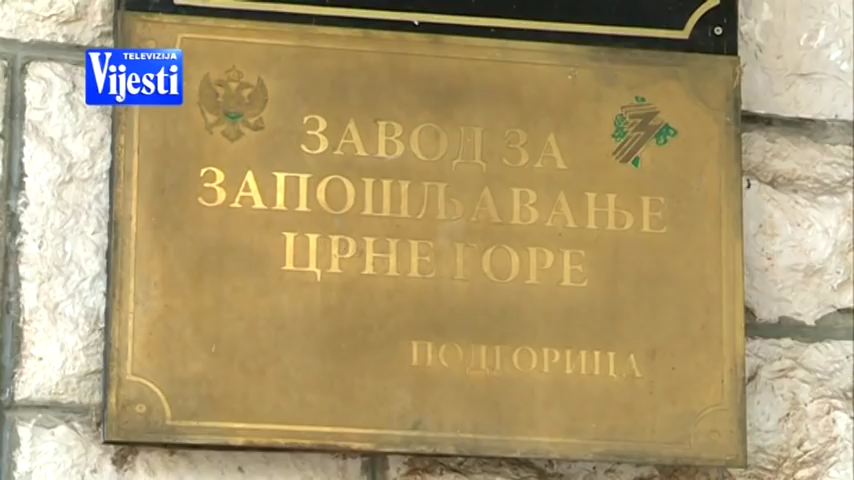 TELEVIZIJA
Vijesti
ЗАВОД ЗА
ЗАПОШЉАВАЊЕ
ЦРНЕ ГОРЕ
ПОДГОРИЦА